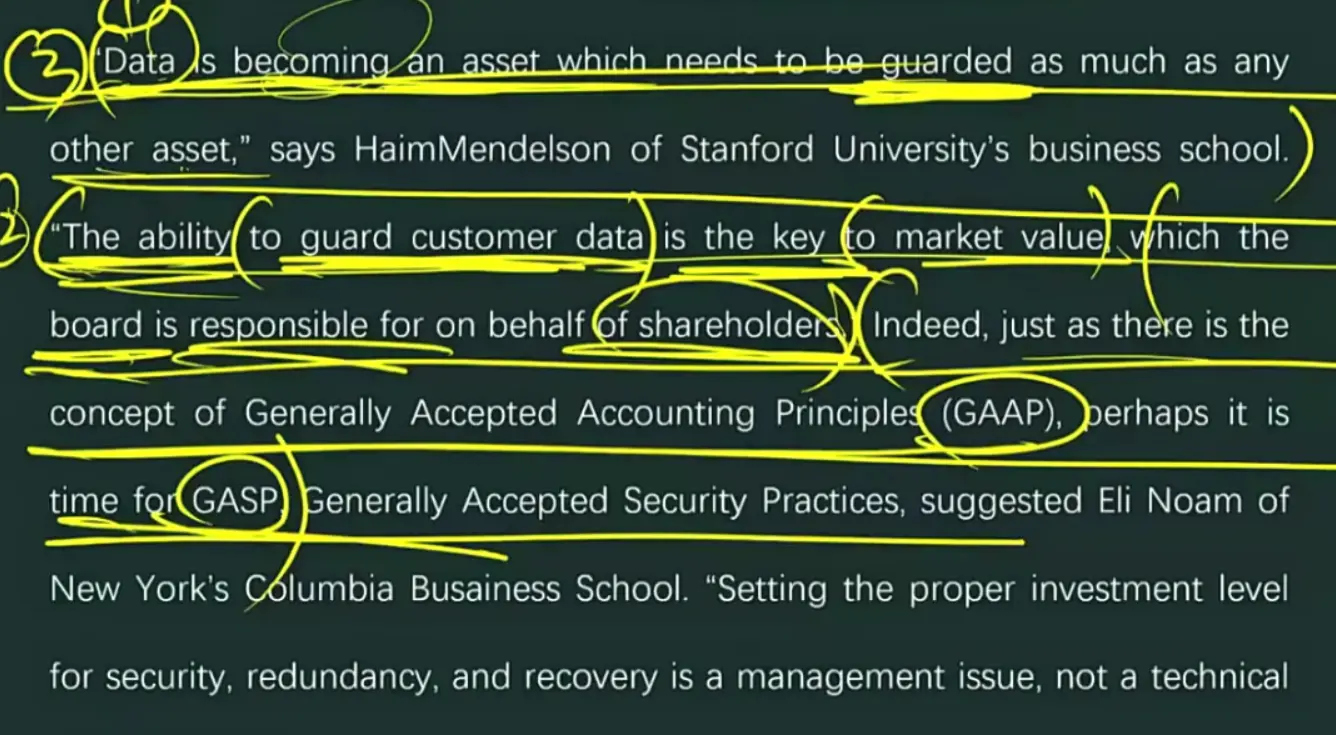 ① 
③ “Data is becoming an asset which needs to be guarded as much as any
other asset,” says HaimMendelson of Stanford University’s business school.
② “The ability to guard customer data is the key to market value, which the
board is responsible for on behalf of shareholders. Indeed, just as there is the
concept of Generally Accepted Accounting Principles (GAAP), perhaps it is
time for GASP, Generally Accepted Security Practices, suggested Eli Noam of
New York’s Columbia Busainess School. “Setting the proper investment level
for security, redundancy, and recovery is a management issue, not a technical